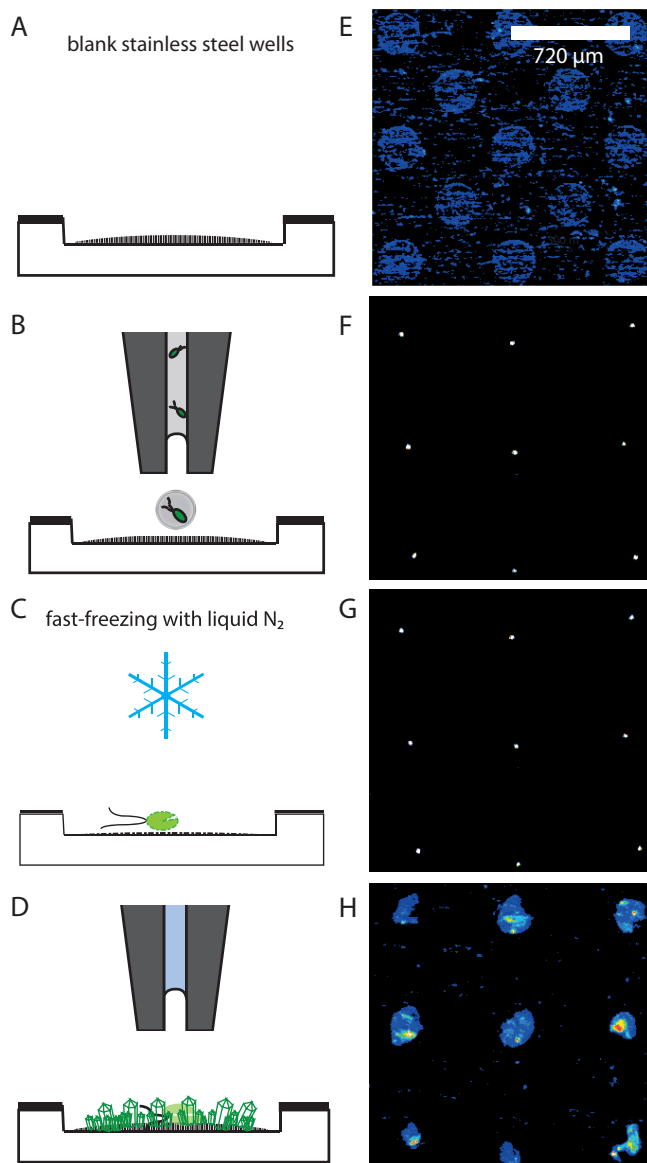 A
blank stainless steel wells
E
720 µm
B
F
C
fast-freezing with liquid N₂
G
D
H